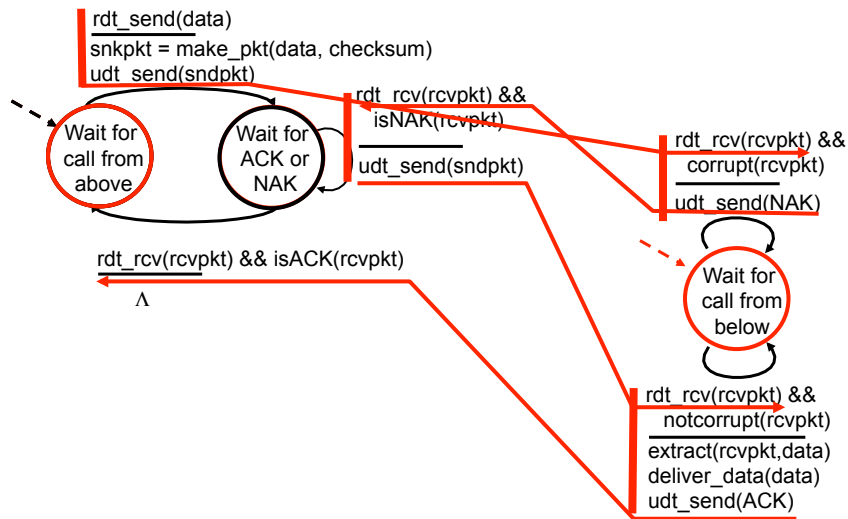 rdt_send(data)
snkpkt = make_pkt(data, checksum)
udt_send(sndpkt)
rdt_rcv(rcvpkt) &&
isNAK(rcvpkt)
udt_send(sndpkt)
Wait for
call from
above
Wait for
ACK or
NAK
rdt_rcv(rcvpkt) && isACK(rcvpkt)
Λ
rdt_rcv(rcvpkt) &&
corrupt(rcvpkt)
udt_send(NAK)
Wait for
call from
below
rdt_rcv(rcvpkt) &&
notcorrupt(rcvpkt)
extract(rcvpkt,data)
deliver_data(data)
udt_send(ACK)